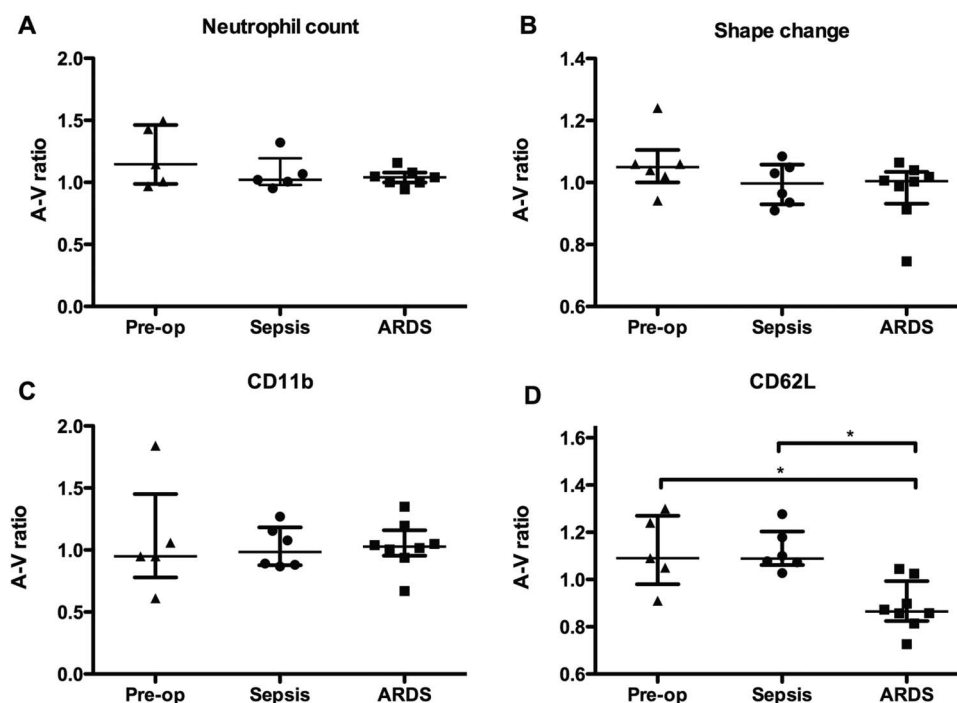 A
Neutrophil count
2.0
1.5
1.0
0.5
0.0
A-V ratio
Pre-op Sepsis ARDS
B
Shape change
1.4
1.2
1.0
0.8
0.6
A-V ratio
Pre-op Sepsis ARDS
C
CD11b
2.0
1.5
1.0
0.5
0.0
A-V ratio
Pre-op Sepsis ARDS
D
CD62L
1.6
1.4
1.2
1.0
0.8
0.6
A-V ratio
*
*
Pre-op Sepsis ARDS